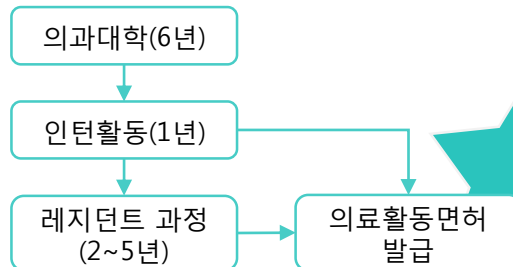 의과대학(6년)
인턴활동(1년)
레지던트 과정
(2~5년)
의료활동면허
발급